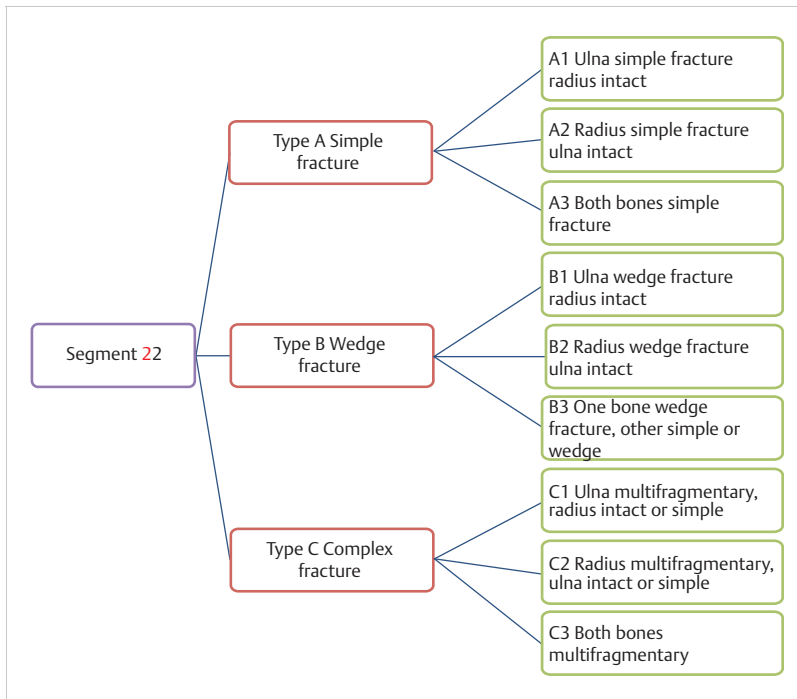 A1 Ulna simple fracture
radius intact
Type A Simple
fracture
A2 Radius simple fracture
ulna intact
A3 Both bones simple
fracture
Segment 22
Type B Wedge
fracture
B1 Ulna wedge fracture
radius intact
B2 Radius wedge fracture
ulna intact
B3 One bone wedge
fracture, other simple or
wedge
Type C Complex
fracture
C1 Ulna multifragmentary,
radius intact or simple
C2 Radius multifragmentary,
ulna intact or simple
C3 Both bones
multifragmentary